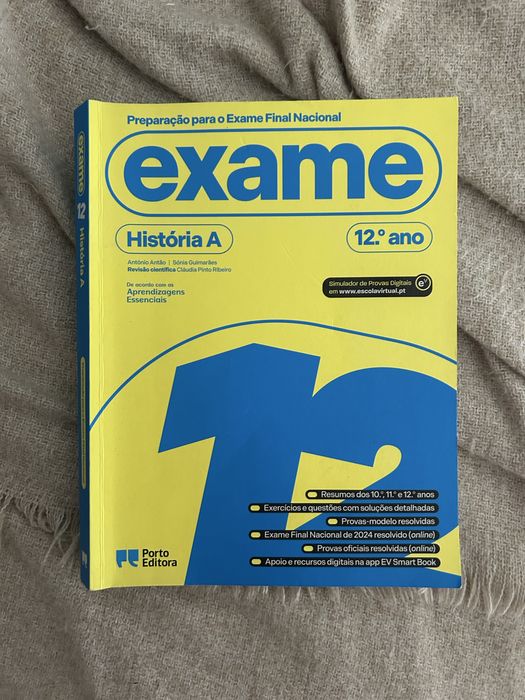 Preparação para o Exame Final Nacional
exame
História A
12.º ano
António Antão | Sónia Guimarães
Revisão científica Cláudia Pinto Ribeiro
De acordo com as
Aprendizagens
Essenciais
Simulador de Provas Digitais
em www.escolavirtual.pt
12
Resumos dos 10.º, 11.º e 12.º anos
Exercícios e questões com soluções detalhadas
Provas-modelo resolvidas
Exame Final Nacional de 2024 resolvido (online)
Provas oficiais resolvidas (online)
Apoio e recursos digitais na app EV Smart Book
Porto
Editora
exame
12
História A